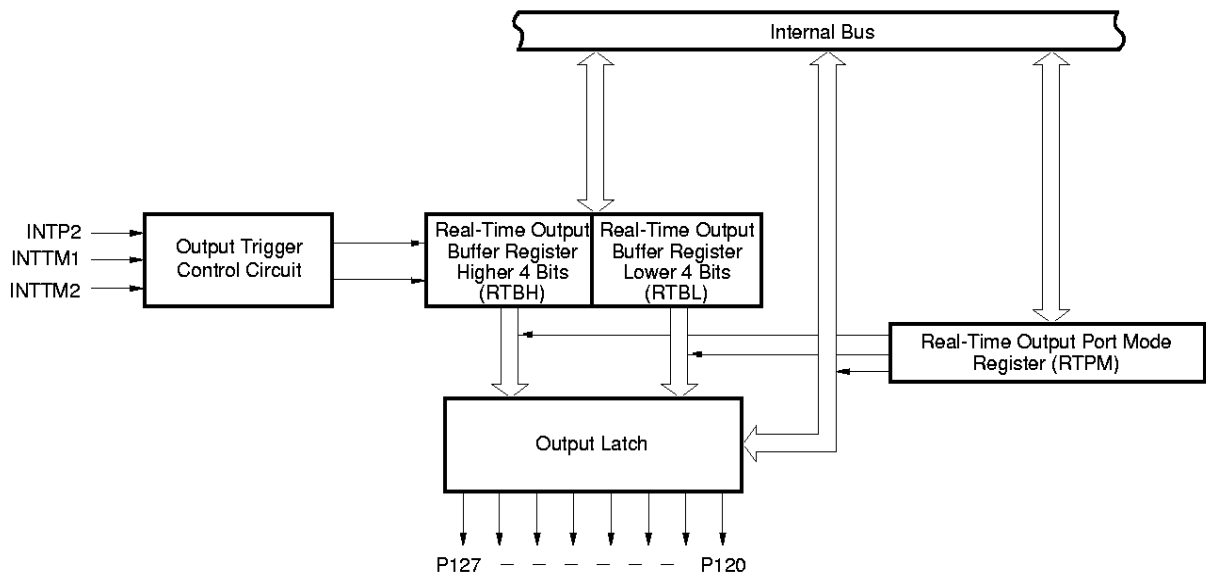 Internal Bus
INTP2
INTTM1
INTTM2
Output Trigger
Control Circuit
Real-Time Output
Buffer Register
Higher 4 Bits
(RTBH)
Real-Time Output
Buffer Register
Lower 4 Bits
(RTBL)
Real-Time Output Port Mode
Register (RTPM)
Output Latch
P127 – – – – – – P120